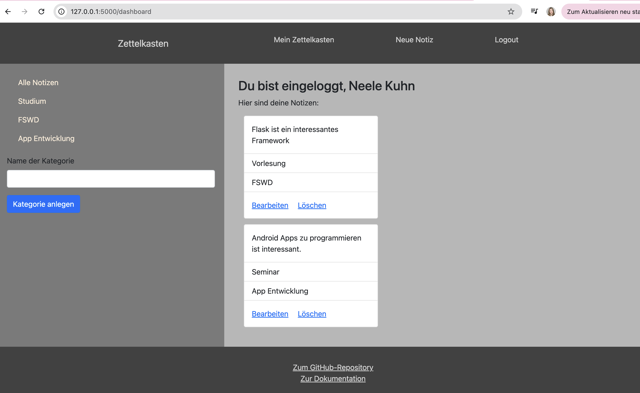 127.0.0.1:5000/dashboard
Zum Aktualisieren neu sta
Zettelkasten
Mein Zettelkasten
Neue Notiz
Logout
Alle Notizen
Studium
FSWD
App Entwicklung
Name der Kategorie
Kategorie anlegen
Du bist eingeloggt, Neele Kuhn
Hier sind deine Notizen:
Flask ist ein interessantes
Framework
Vorlesung
FSWD
Bearbeiten Löschen
Android Apps zu programmieren
ist interessant.
Seminar
App Entwicklung
Bearbeiten Löschen
Zum GitHub-Repository
Zur Dokumentation